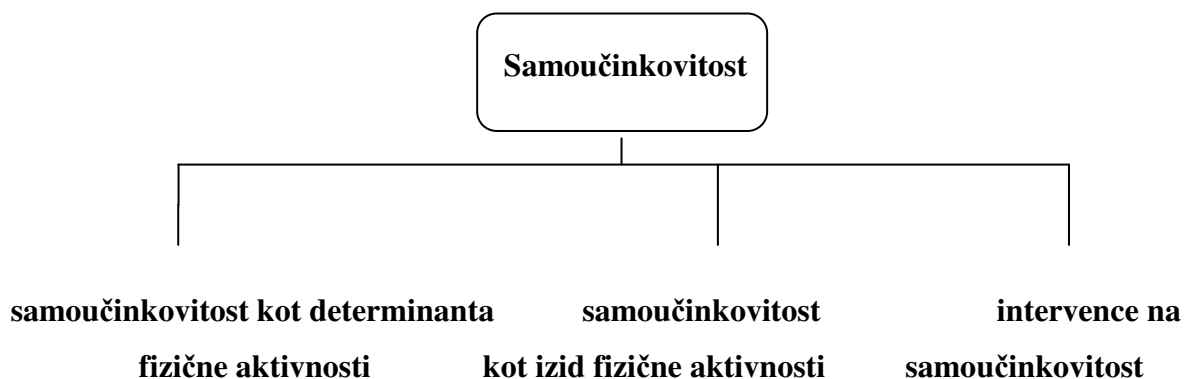 Samoučinkovitost
samoučinkovitost kot determinanta
fizične aktivnosti
samoučinkovitost
kot izid fizične aktivnosti
intervence na
samoučinkovitost